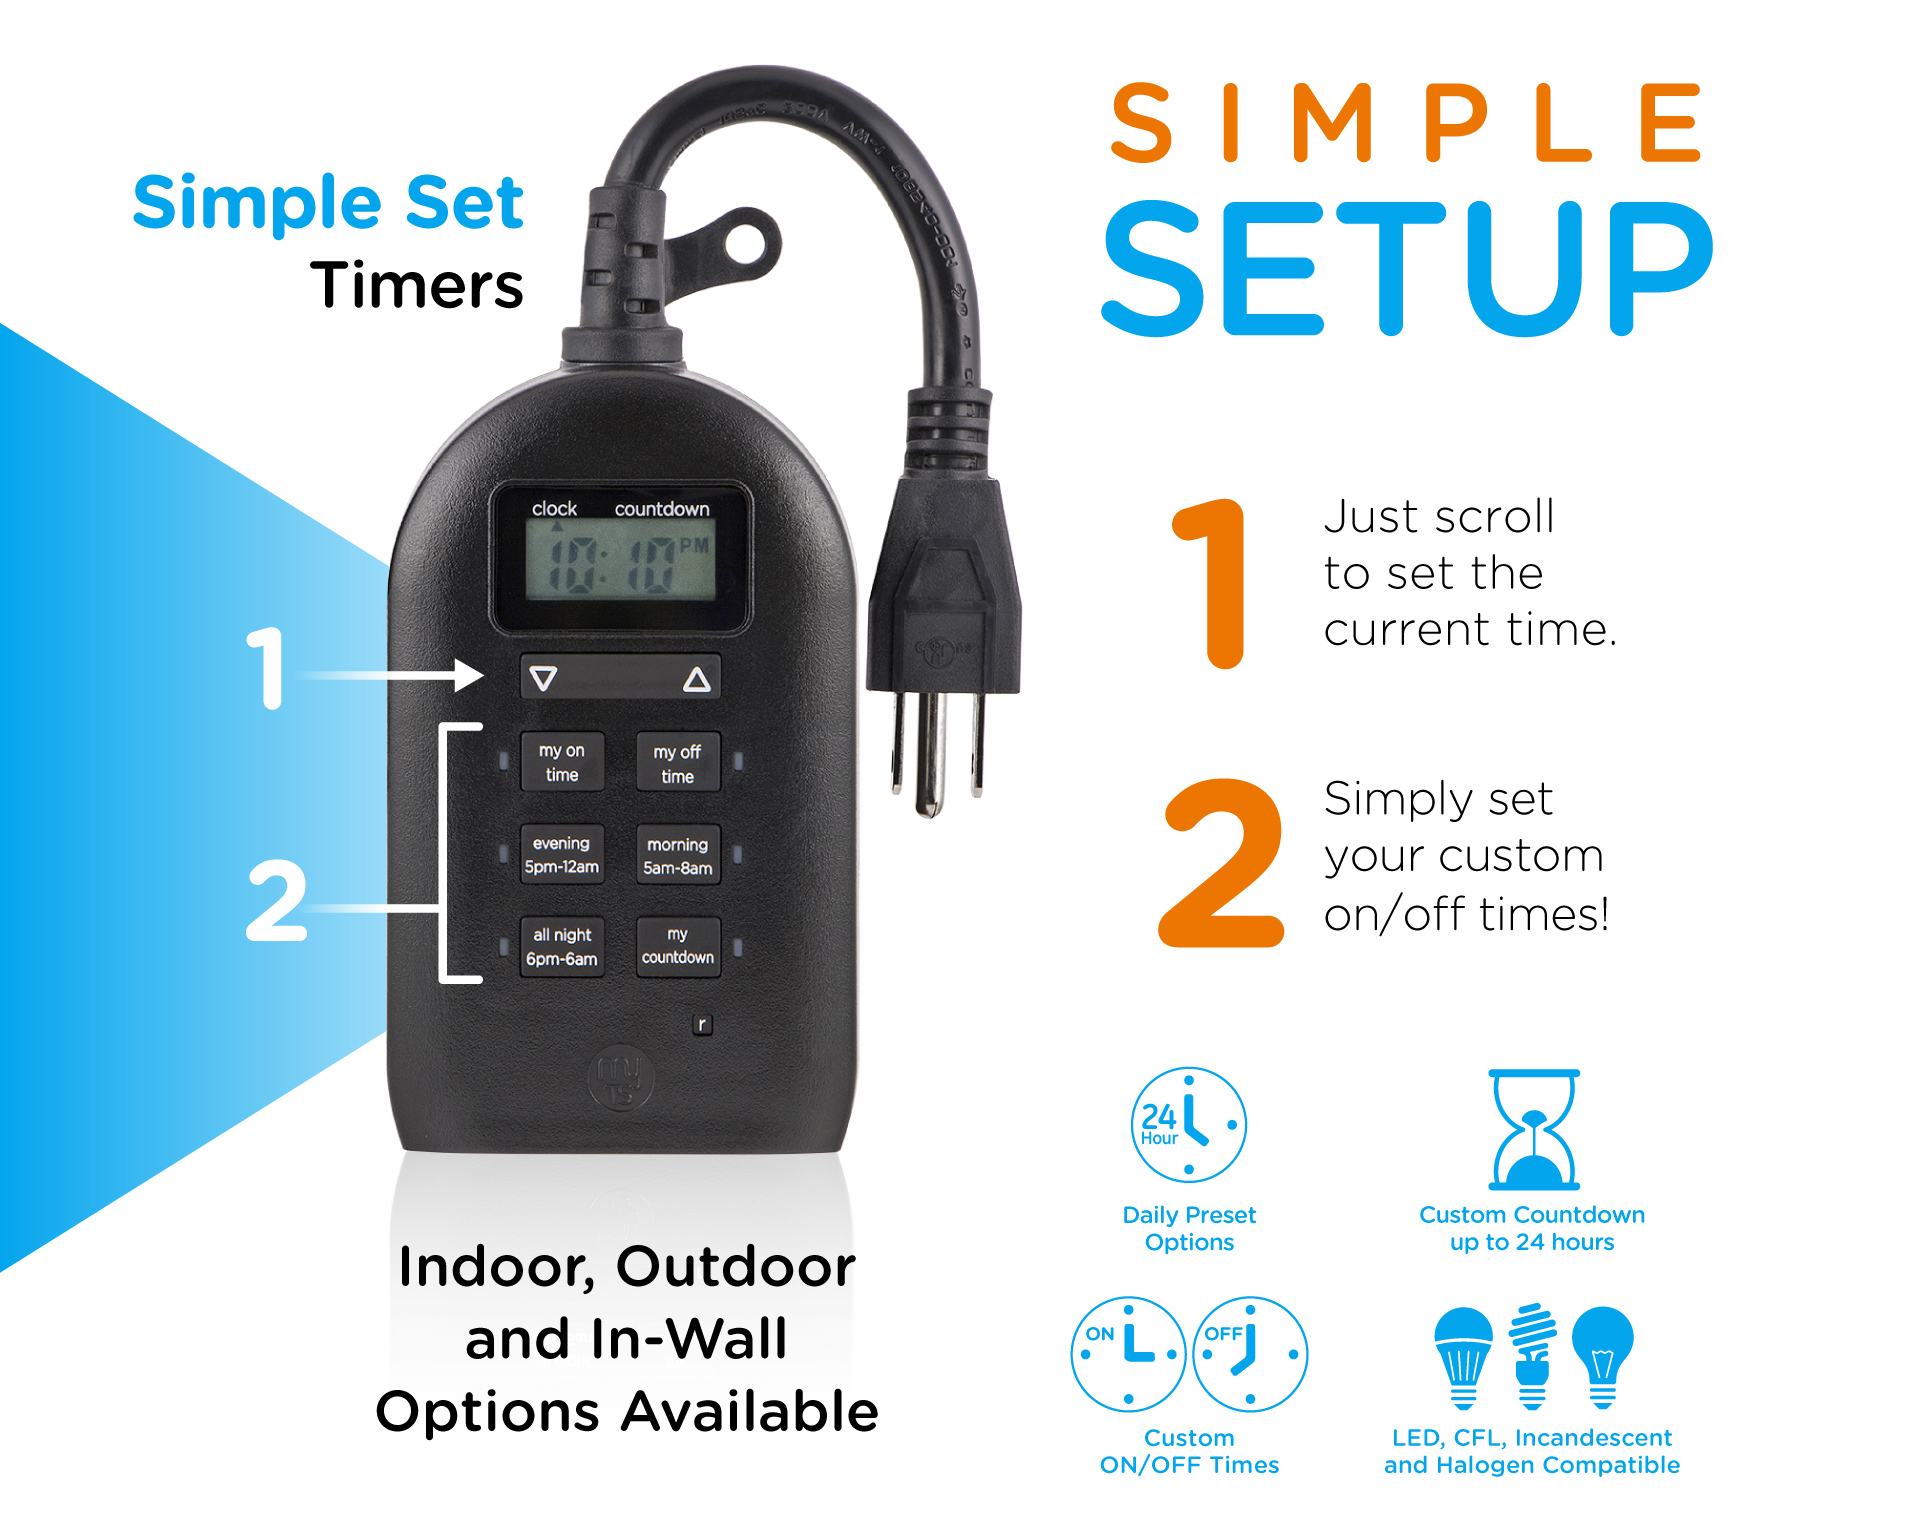 Simple Set
Timers
SIMPLE
SETUP
clock countdown
10:10 PM
1
my on
time
my off
time
evening
5pm-12am
morning
5am-8am
2
all night
6pm-6am
my
countdown
r
my
TS
1
Just scroll
to set the
current time.
2
Simply set
your custom
on/off times!
24
Hour
Daily Preset
Options
Custom Countdown
up to 24 hours
ON
OFF
Custom
ON/OFF Times
LED, CFL, Incandescent
and Halogen Compatible
Indoor, Outdoor
and In-Wall
Options Available